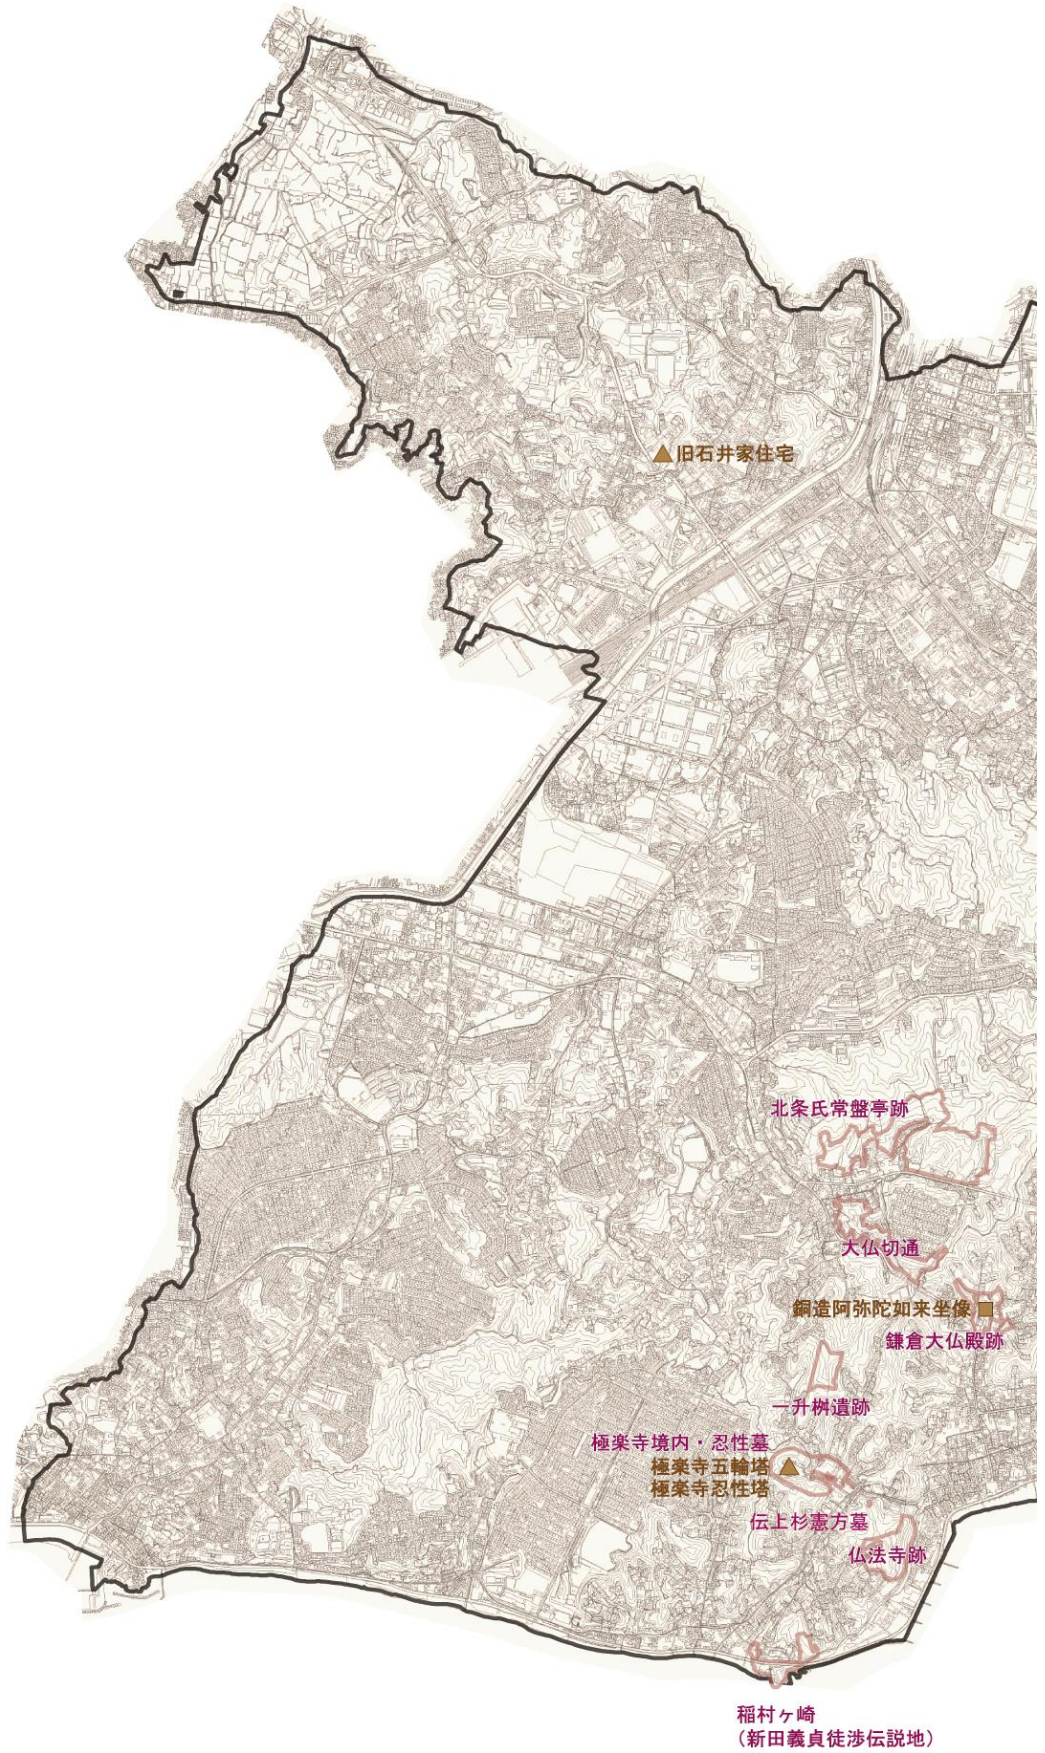 旧石井家住宅
北条氏常盤亭跡
大仏切通
銅造阿弥陀如来坐像
鎌倉大仏殿跡
一升桝遺跡
極楽寺境内・忍性墓
極楽寺五輪塔
極楽寺忍性塔
伝上杉憲方墓
仏法寺跡
稲村ヶ崎
（新田義貞徒渉伝説地）